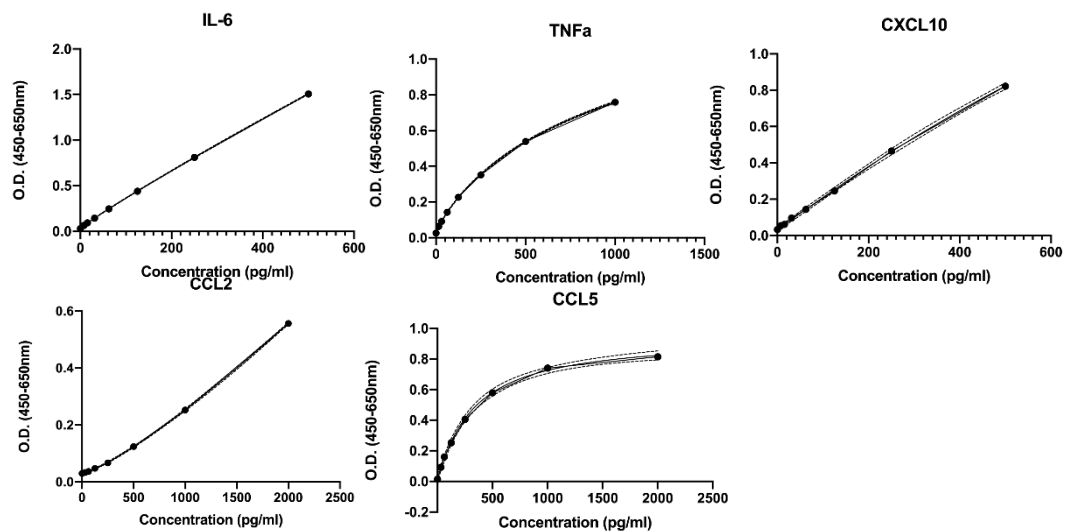 IL-6
2.0
1.5
1.0
0.5
0.0
0 200 400 600
O.D. (450-650nm)
Concentration (pg/ml)
TNFa
1.0
0.8
0.6
0.4
0.2
0.0
0 500 1000 1500
O.D. (450-650nm)
Concentration (pg/ml)
CXCL10
1.0
0.8
0.6
0.4
0.2
0.0
0 200 400 600
O.D. (450-650nm)
Concentration (pg/ml)
CCL2
0.6
0.4
0.2
0.0
0 500 1000 1500 2000 2500
O.D. (450-650nm)
Concentration (pg/ml)
CCL5
1.0
0.8
0.6
0.4
0.2
0.0
-0.2
500 1000 1500 2000 2500
O.D. (450-650nm)
Concentration (pg/ml)